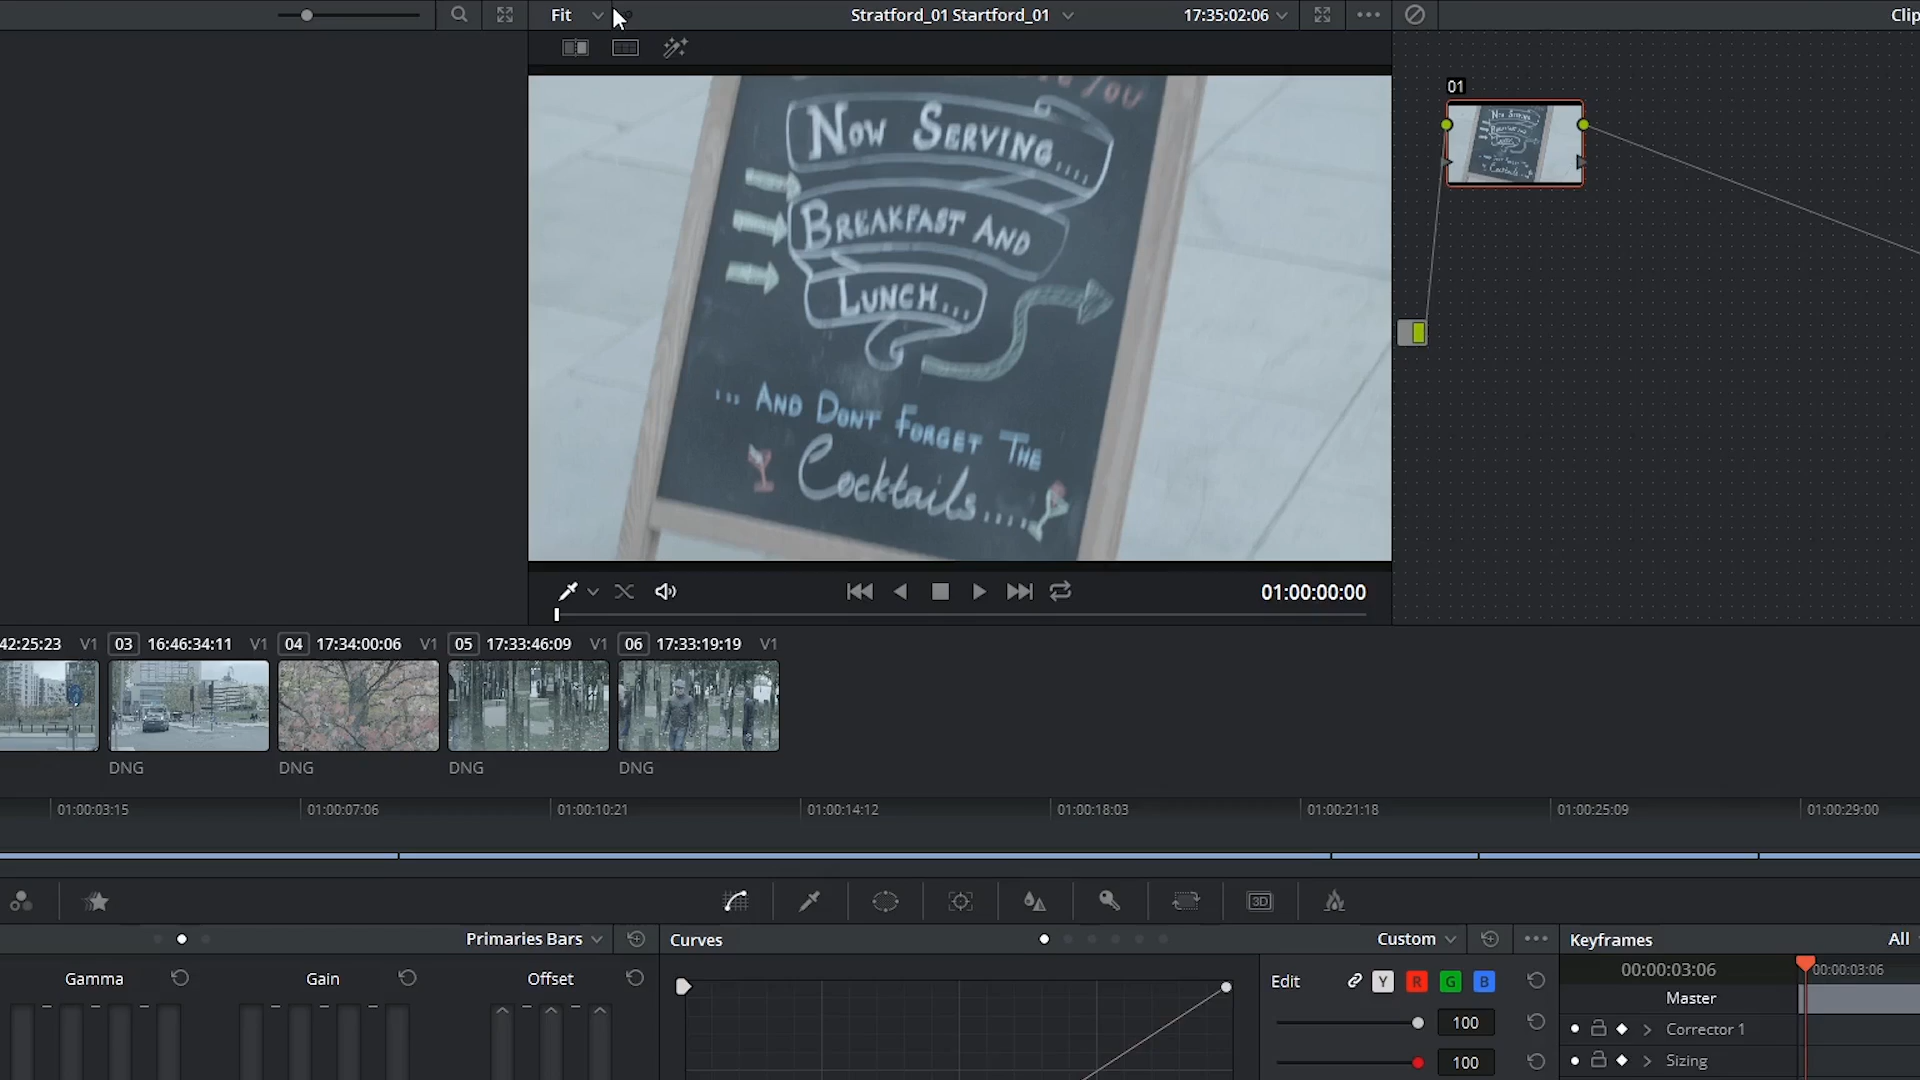 Fit
Stratford_01 Startford_01
17:35:02:06
Clip
01
YOU
NOW SERVING....
BREAKFAST AND
LUNCH...
... AND DONT FORGET THE
Cocktails.....
01:00:00:00
42:25:23 V1 03 16:46:34:11 V1 04 17:34:00:06 V1 05 17:33:46:09 V1 06 17:33:19:19 V1
DNG DNG DNG DNG
01:00:03:15 01:00:07:06 01:00:10:21 01:00:14:12 01:00:18:03 01:00:21:18 01:00:25:09 01:00:29:00
3D
Primaries Bars
Curves
Custom
Keyframes
All
Gamma
Gain
Offset
Edit
Y R G B
00:00:03:06
00:00:03:06
Master
100
Corrector 1
100
Sizing